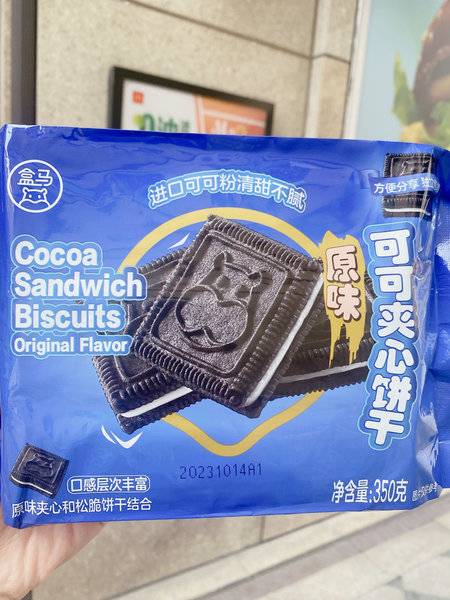 盒马
进口可可粉清甜不腻
方便分享
Cocoa
Sandwich
Biscuits
Original Flavor
原味
可可夹心饼干
20231014A1
口感层次丰富
原味夹心和松脆饼干结合
净含量:350克